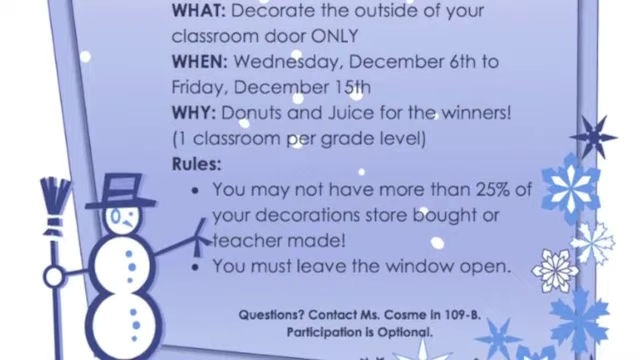 WHAT: Decorate the outside of your
classroom door ONLY
WHEN: Wednesday, December 6th to
Friday, December 15th
WHY: Donuts and Juice for the winners!
(1 classroom per grade level)
Rules:
• You may not have more than 25% of
your decorations store bought or
teacher made!
• You must leave the window open.
Questions? Contact Ms. Cosme in 109-B.
Participation is Optional.